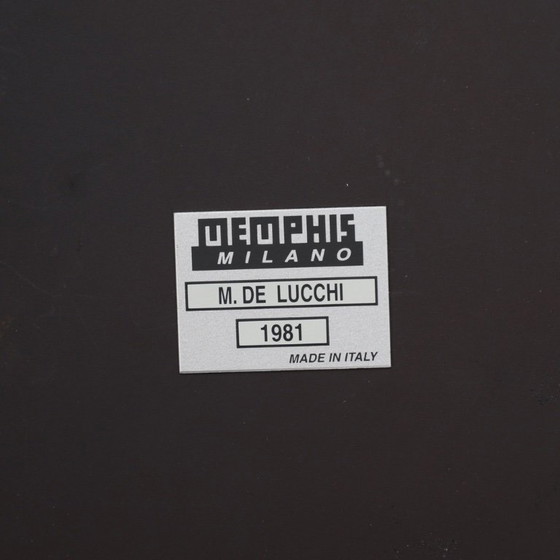 MEMPHIS
MILANO
M. DE LUCCHI
1981
MADE IN ITALY